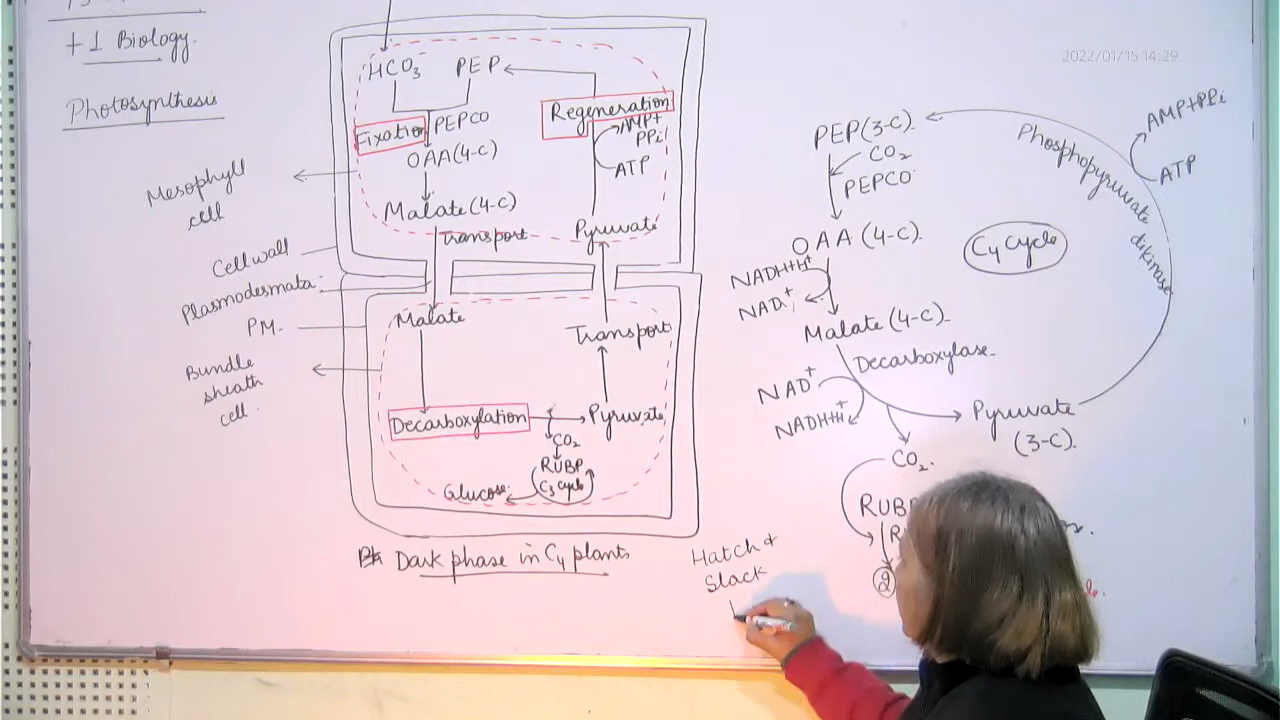 +1 Biology.
Photosynthesis
HCO3
PEP
Regeneration
Fixation
PEPCO
AMP+
PPi
OAA (4-C)
ATP
Malate (4-C)
Transport
Pyruvate
Mesophyll
cell
Cell wall
Plasmodesmata
PM
Bundle
sheath
cell.
Malate
Transport
Decarboxylation
Pyruvate
CO2
RUBP
C3 cycle
Glucose
Dark phase in C4 plants
Hatch &
Slack
2022/01/15 14:29
PEP (3-C)
CO2
PEPCO
OAA (4-C)
C4 cycle
Phosphopyruvate dikinase
AMP+PPi
ATP
NADH+H+
NAD+
Malate (4-C)
Decarboxylase
NAD+
NADH+H+
Pyruvate
(3-C)
CO2.